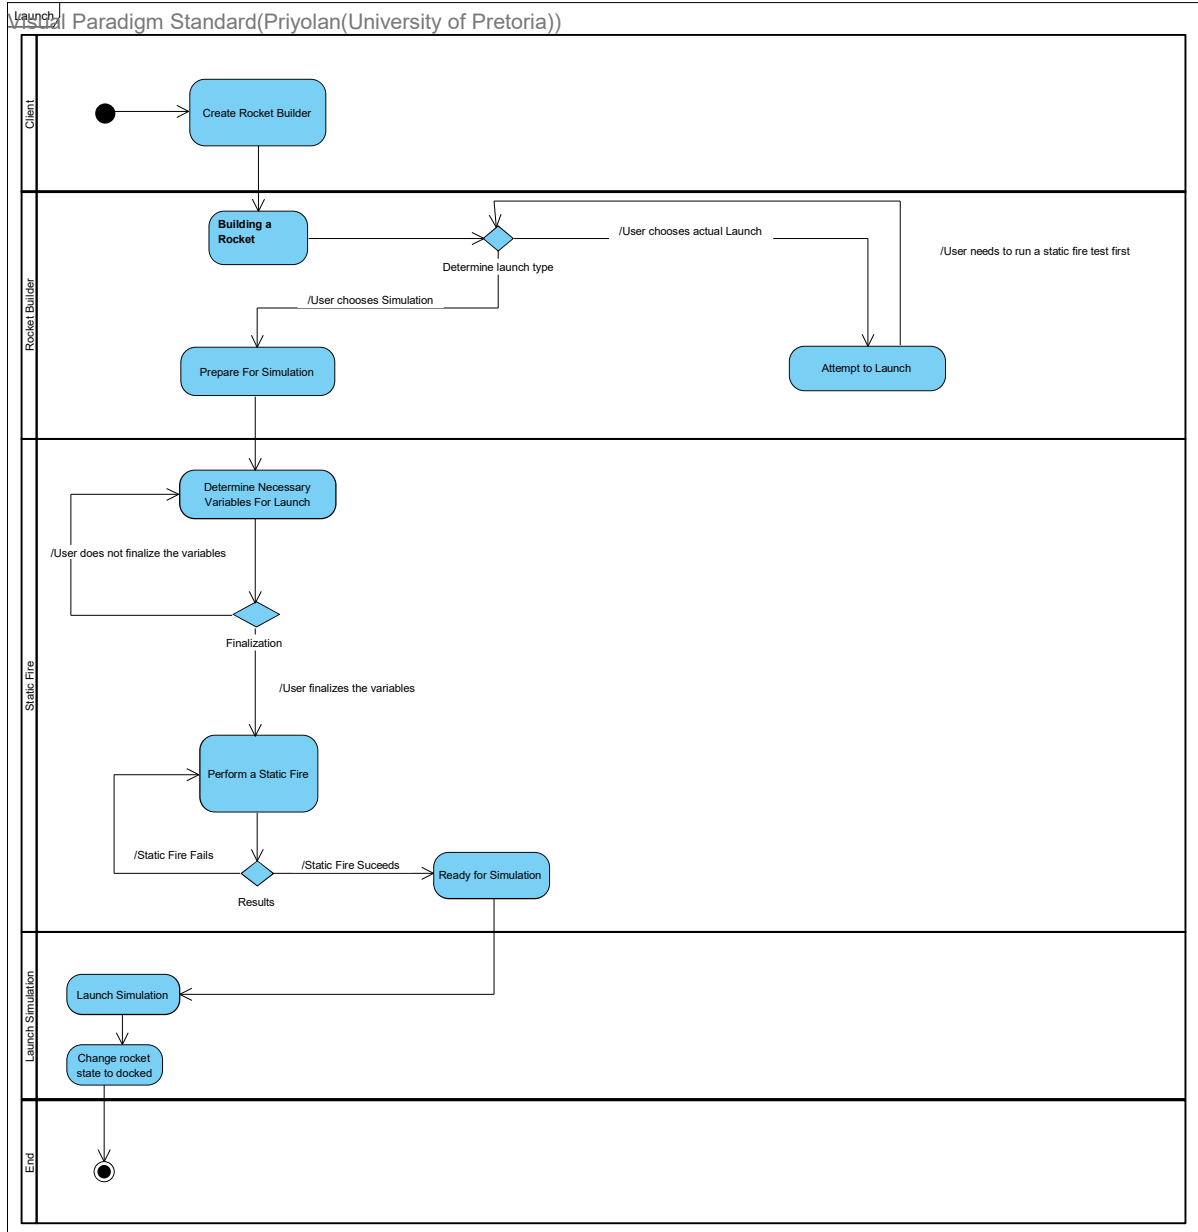 Launch
Visual Paradigm Standard(Priyolan(University of Pretoria))
Client
Create Rocket Builder
Rocket Builder
Building a
Rocket
Determine launch type
/User chooses actual Launch
/User needs to run a static fire test first
/User chooses Simulation
Prepare For Simulation
Attempt to Launch
Static Fire
Determine Necessary
Variables For Launch
/User does not finalize the variables
Finalization
/User finalizes the variables
Perform a Static Fire
/Static Fire Fails
/Static Fire Suceeds
Ready for Simulation
Results
Launch Simulation
Launch Simulation
Change rocket
state to docked
End